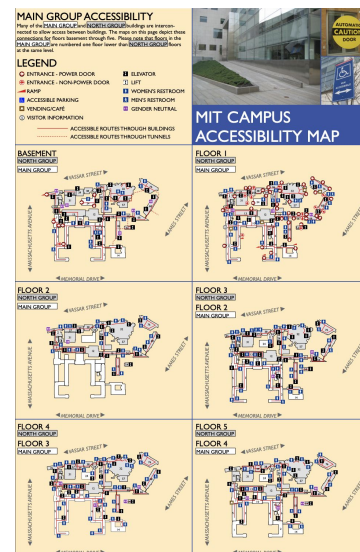 MAIN GROUP ACCESSIBILITY
Many of the MAIN GROUP and NORTH GROUP buildings are intercon-
nected to allow access between buildings. The maps on this page depict these
connections for floors basement through five. Please note that floors in the
MAIN GROUP are numbered one floor lower than NORTH GROUP floors
at the same level.
LEGEND
ENTRANCE - POWER DOOR
ENTRANCE - NON-POWER DOOR
RAMP
ACCESSIBLE PARKING
VENDING/CAFÉ
VISITOR INFORMATION
ELEVATOR
LIFT
WOMEN'S RESTROOM
MEN'S RESTROOM
GENDER NEUTRAL
ACCESSIBLE ROUTES THROUGH BUILDINGS
ACCESSIBLE ROUTES THROUGH TUNNELS
AUTOMATIC
CAUTION
DOOR
MIT CAMPUS
ACCESSIBILITY MAP
BASEMENT
NORTH GROUP
MAIN GROUP
VASSAR STREET
MASSACHUSETTS AVENUE
AMES STREET
MEMORIAL DRIVE
FLOOR 1
NORTH GROUP
MAIN GROUP
VASSAR STREET
MASSACHUSETTS AVENUE
AMES STREET
MEMORIAL DRIVE
FLOOR 2
NORTH GROUP
MAIN GROUP
VASSAR STREET
MASSACHUSETTS AVENUE
AMES STREET
MEMORIAL DRIVE
FLOOR 3
NORTH GROUP
FLOOR 2
MAIN GROUP
VASSAR STREET
MASSACHUSETTS AVENUE
AMES STREET
MEMORIAL DRIVE
FLOOR 4
NORTH GROUP
FLOOR 3
MAIN GROUP
VASSAR STREET
MASSACHUSETTS AVENUE
AMES STREET
MEMORIAL DRIVE
FLOOR 5
NORTH GROUP
FLOOR 4
MAIN GROUP
VASSAR STREET
MASSACHUSETTS AVENUE
AMES STREET
MEMORIAL DRIVE